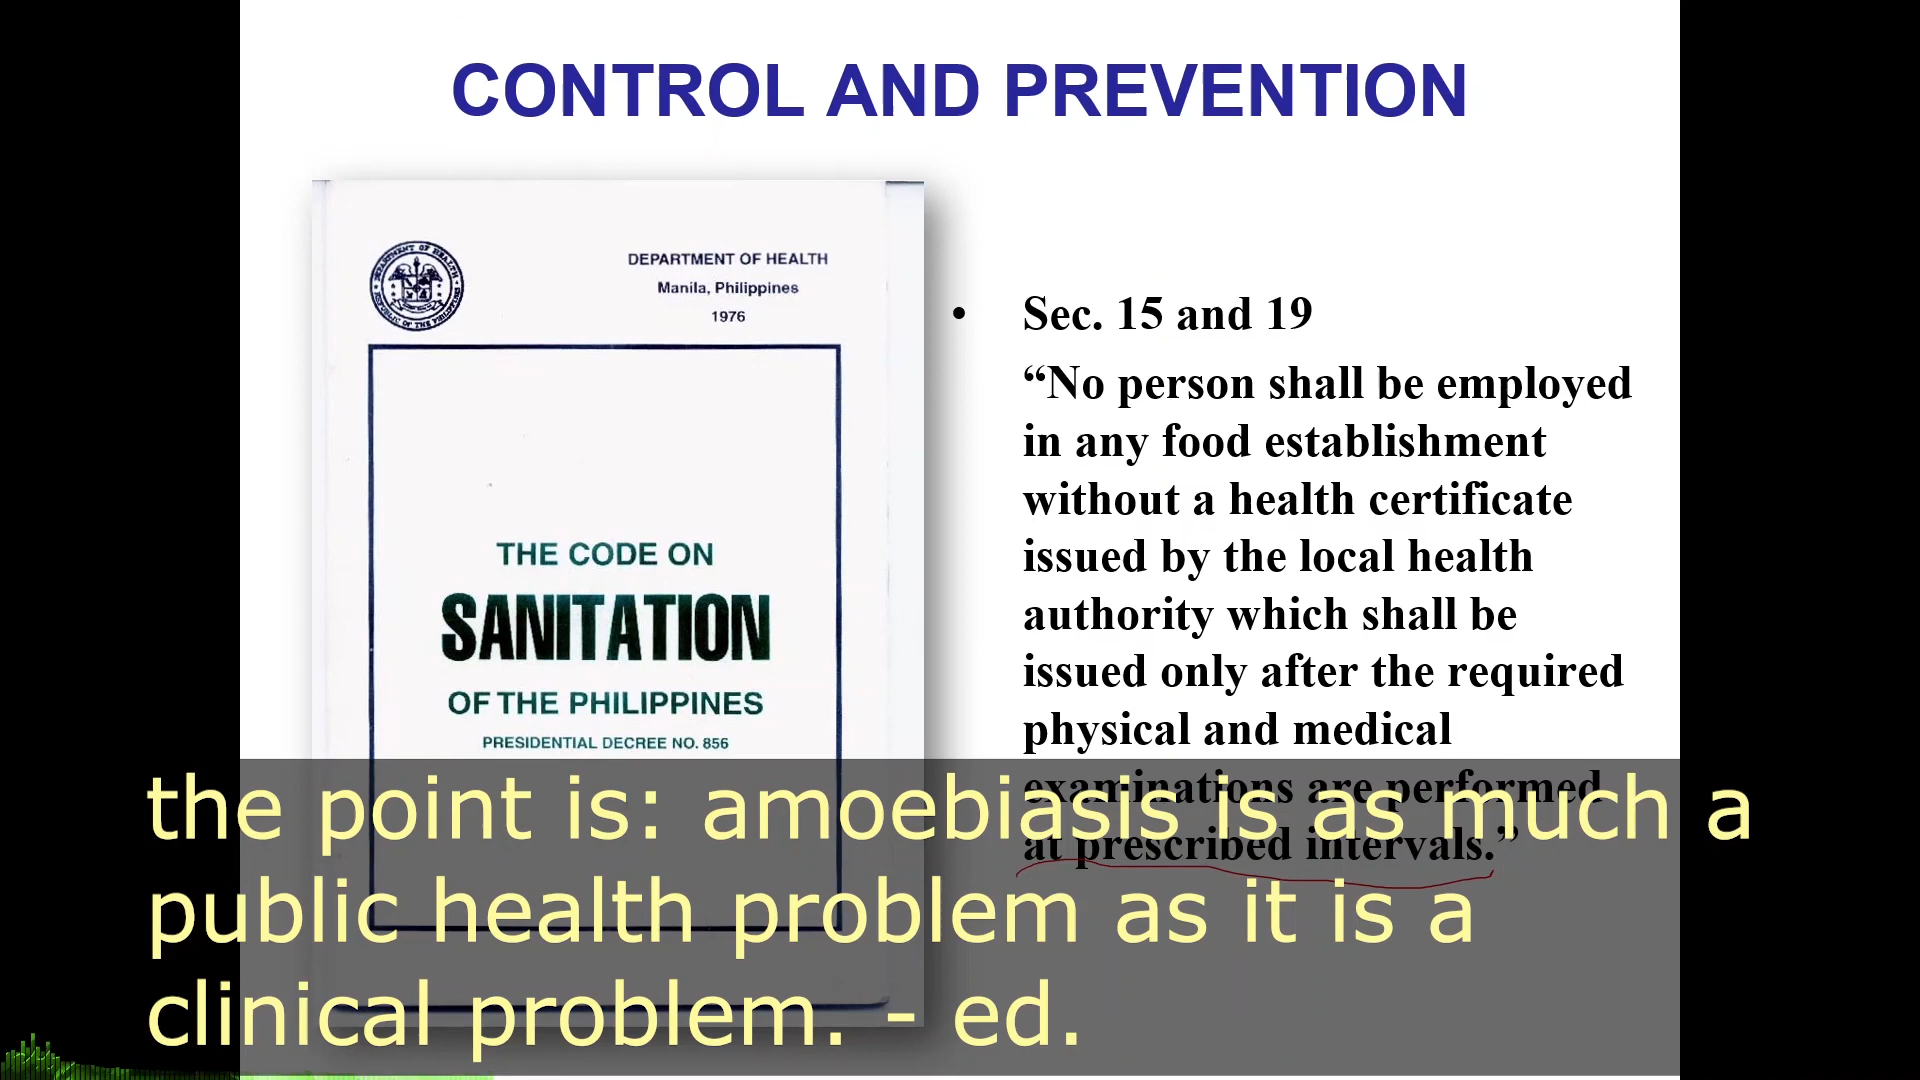 CONTROL AND PREVENTION
DEPARTMENT OF HEALTH
Manila, Philippines
1976
THE CODE ON
SANITATION
OF THE PHILIPPINES
PRESIDENTIAL DECREE NO. 856
• Sec. 15 and 19
“No person shall be employed
in any food establishment
without a health certificate
issued by the local health
authority which shall be
issued only after the required
physical and medical
examinations are performed
at prescribed intervals.”
the point is: amoebiasis is as much a
public health problem as it is a
clinical problem. - ed.